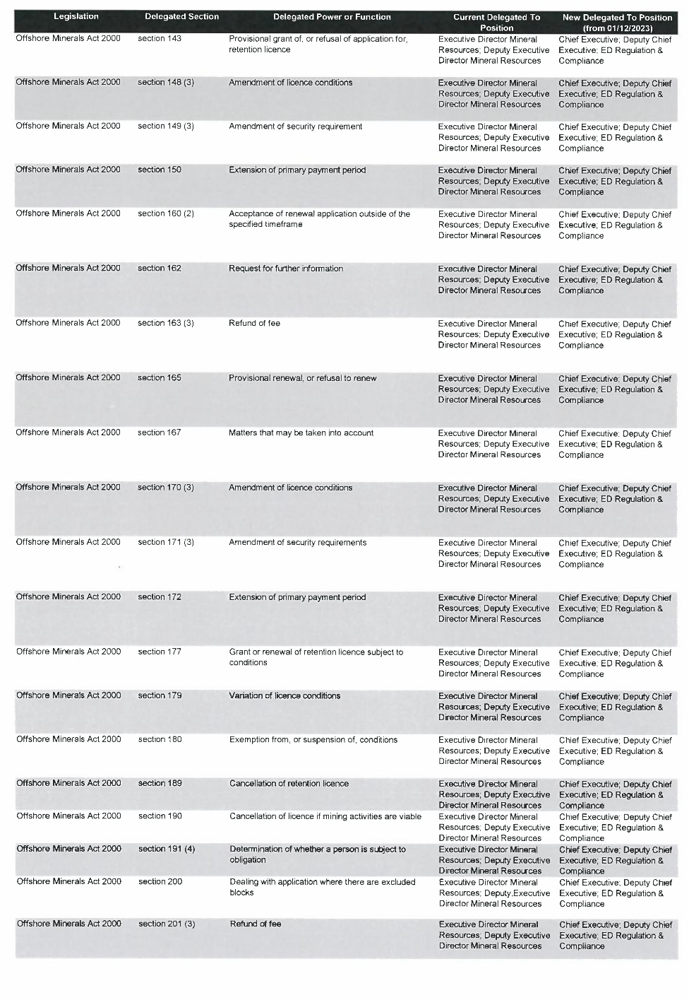 Legislation Delegated Section Delegated Power or Function Current Delegated To Position New Delegated To Position (from 01/12/2023)
Offshore Minerals Act 2000 section 143 Provisional grant of, or refusal of application for, Executive Director Mineral Chief Executive; Deputy Chief
retention licence Resources; Deputy Executive Executive; ED Regulation &
Director Mineral Resources Compliance
Offshore Minerals Act 2000 section 148 (3) Amendment of licence conditions Executive Director Mineral Chief Executive; Deputy Chief
Resources; Deputy Executive Executive; ED Regulation &
Director Mineral Resources Compliance
Offshore Minerals Act 2000 section 149 (3) Amendment of security requirement Executive Director Mineral Chief Executive; Deputy Chief
Resources; Deputy Executive Executive; ED Regulation &
Director Mineral Resources Compliance
Offshore Minerals Act 2000 section 150 Extension of primary payment period Executive Director Mineral Chief Executive; Deputy Chief
Resources; Deputy Executive Executive; ED Regulation &
Director Mineral Resources Compliance
Offshore Minerals Act 2000 section 160 (2) Acceptance of renewal application outside of the Executive Director Mineral Chief Executive; Deputy Chief
specified timeframe Resources; Deputy Executive Executive; ED Regulation &
Director Mineral Resources Compliance
Offshore Minerals Act 2000 section 162 Request for further information Executive Director Mineral Chief Executive; Deputy Chief
Resources; Deputy Executive Executive; ED Regulation &
Director Mineral Resources Compliance
Offshore Minerals Act 2000 section 163 (3) Refund of fee Executive Director Mineral Chief Executive; Deputy Chief
Resources; Deputy Executive Executive; ED Regulation &
Director Mineral Resources Compliance
Offshore Minerals Act 2000 section 165 Provisional renewal, or refusal to renew Executive Director Mineral Chief Executive; Deputy Chief
Resources; Deputy Executive Executive; ED Regulation &
Director Mineral Resources Compliance
Offshore Minerals Act 2000 section 167 Matters that may be taken into account Executive Director Mineral Chief Executive; Deputy Chief
Resources; Deputy Executive Executive; ED Regulation &
Director Mineral Resources Compliance
Offshore Minerals Act 2000 section 170 (3) Amendment of licence conditions Executive Director Mineral Chief Executive; Deputy Chief
Resources; Deputy Executive Executive; ED Regulation &
Director Mineral Resources Compliance
Offshore Minerals Act 2000 section 171 (3) Amendment of security requirements Executive Director Mineral Chief Executive; Deputy Chief
Resources; Deputy Executive Executive; ED Regulation &
Director Mineral Resources Compliance
Offshore Minerals Act 2000 section 172 Extension of primary payment period Executive Director Mineral Chief Executive; Deputy Chief
Resources; Deputy Executive Executive; ED Regulation &
Director Mineral Resources Compliance
Offshore Minerals Act 2000 section 177 Grant or renewal of retention licence subject to Executive Director Mineral Chief Executive; Deputy Chief
conditions Resources; Deputy Executive Executive; ED Regulation &
Director Mineral Resources Compliance
Offshore Minerals Act 2000 section 179 Variation of licence conditions Executive Director Mineral Chief Executive; Deputy Chief
Resources; Deputy Executive Executive; ED Regulation &
Director Mineral Resources Compliance
Offshore Minerals Act 2000 section 180 Exemption from, or suspension of, conditions Executive Director Mineral Chief Executive; Deputy Chief
Resources; Deputy Executive Executive; ED Regulation &
Director Mineral Resources Compliance
Offshore Minerals Act 2000 section 189 Cancellation of retention licence Executive Director Mineral Chief Executive; Deputy Chief
Resources; Deputy Executive Executive; ED Regulation &
Director Mineral Resources Compliance
Offshore Minerals Act 2000 section 190 Cancellation of licence if mining activities are viable Executive Director Mineral Chief Executive; Deputy Chief
Resources; Deputy Executive Executive; ED Regulation &
Director Mineral Resources Compliance
Offshore Minerals Act 2000 section 191 (4) Determination of whether a person is subject to Executive Director Mineral Chief Executive; Deputy Chief
obligation Resources; Deputy Executive Executive; ED Regulation &
Director Mineral Resources Compliance
Offshore Minerals Act 2000 section 200 Dealing with application where there are excluded Executive Director Mineral Chief Executive; Deputy Chief
blocks Resources; Deputy Executive Executive; ED Regulation &
Director Mineral Resources Compliance
Offshore Minerals Act 2000 section 201 (3) Refund of fee Executive Director Mineral Chief Executive; Deputy Chief
Resources; Deputy Executive Executive; ED Regulation &
Director Mineral Resources Compliance